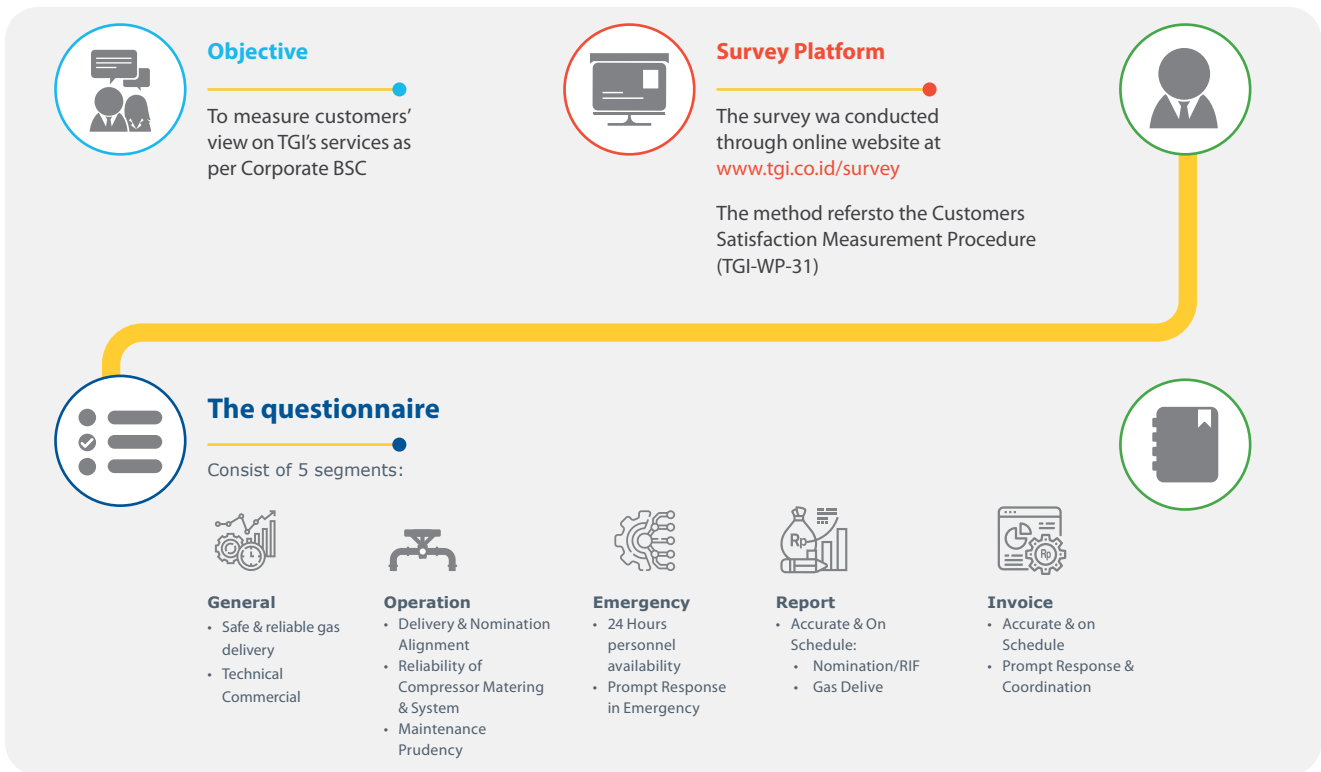 Objective
To measure customers'
view on TGI's services as
per Corporate BSC
Survey Platform
The survey wa conducted
through online website at
www.tgi.co.id/survey
The method refersto the Customers
Satisfaction Measurement Procedure
(TGI-WP-31)
The questionnaire
Consist of 5 segments:
General
• Safe & reliable gas
delivery
• Technical
Commercial
Operation
• Delivery & Nomination
Alignment
• Reliability of
Compressor Matering
& System
• Maintenance
Prudency
Emergency
• 24 Hours
personnel
availability
• Prompt Response
in Emergency
Rp
Report
• Accurate & On
Schedule:
• Nomination/RIF
• Gas Delive
Rp
Invoice
• Accurate & on
Schedule
• Prompt Response &
Coordination